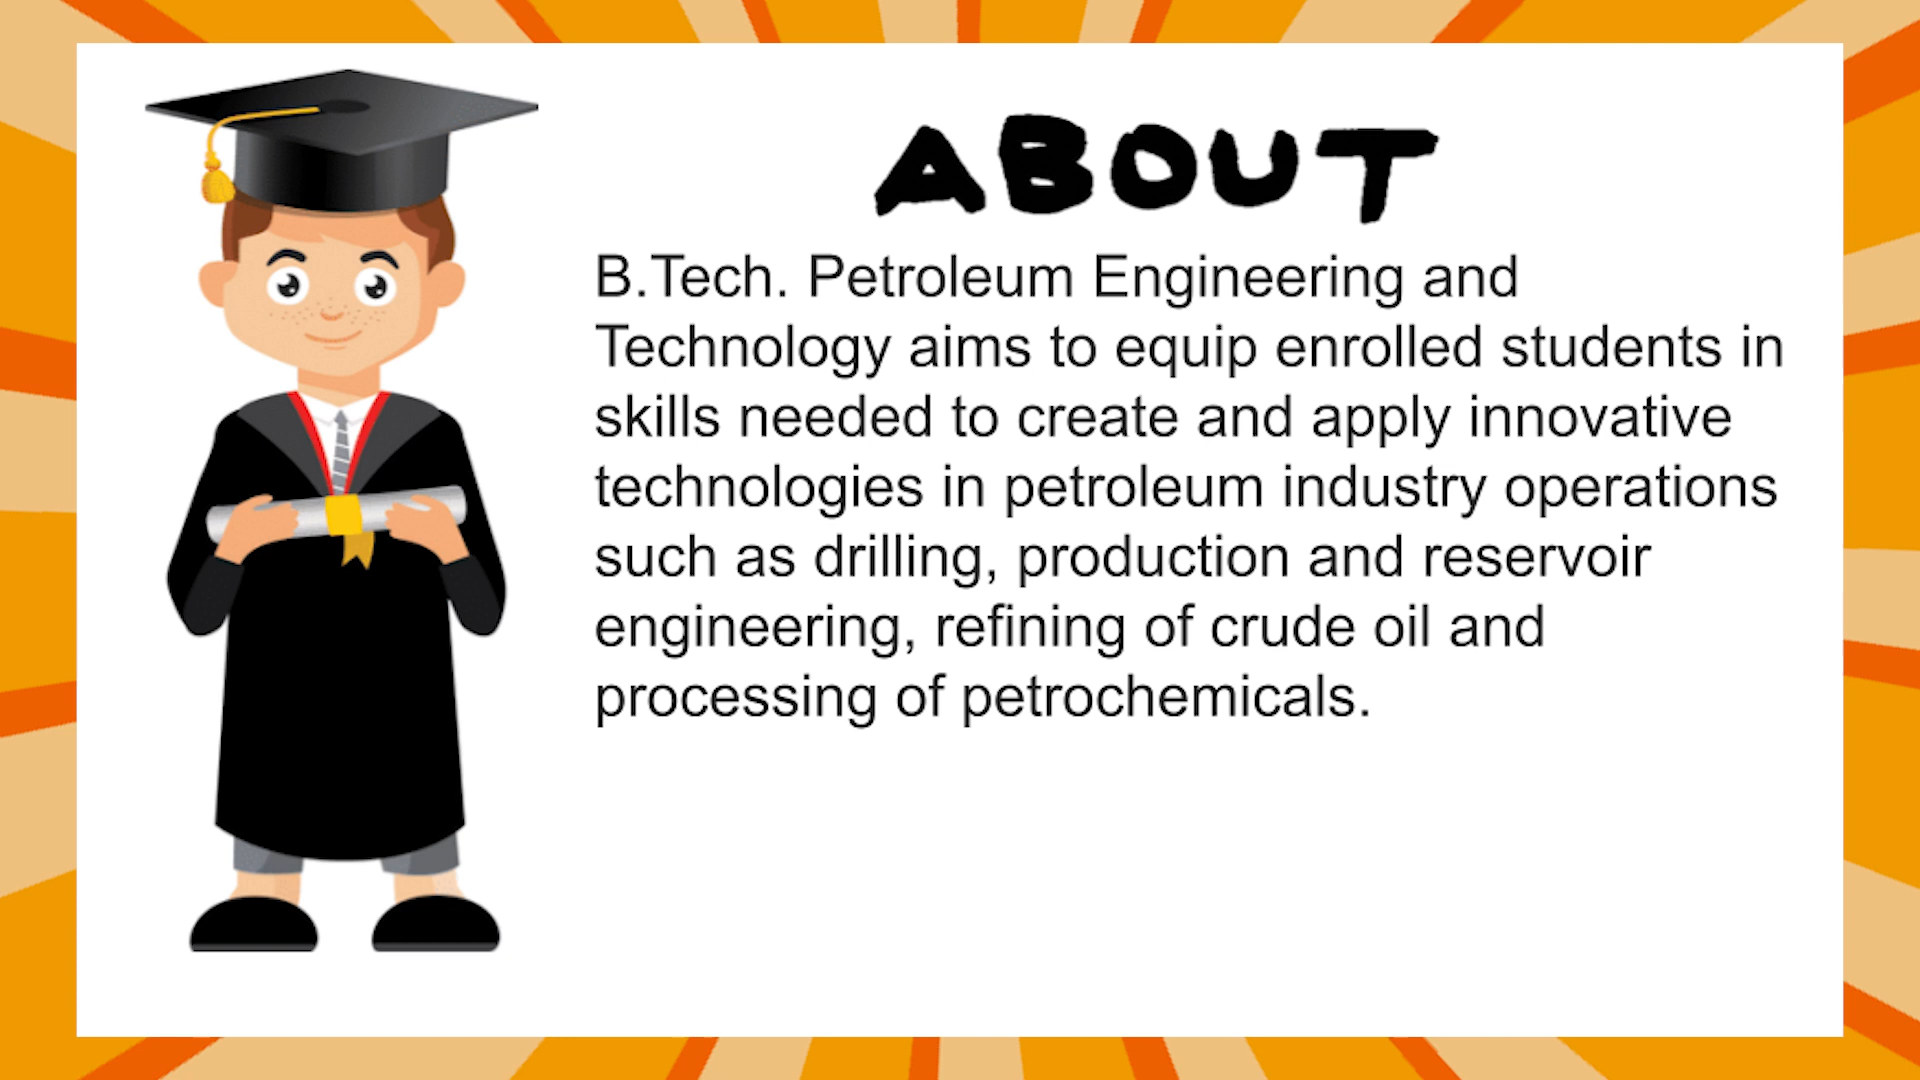 ABOUT
B.Tech. Petroleum Engineering and
Technology aims to equip enrolled students in
skills needed to create and apply innovative
technologies in petroleum industry operations
such as drilling, production and reservoir
engineering, refining of crude oil and
processing of petrochemicals.